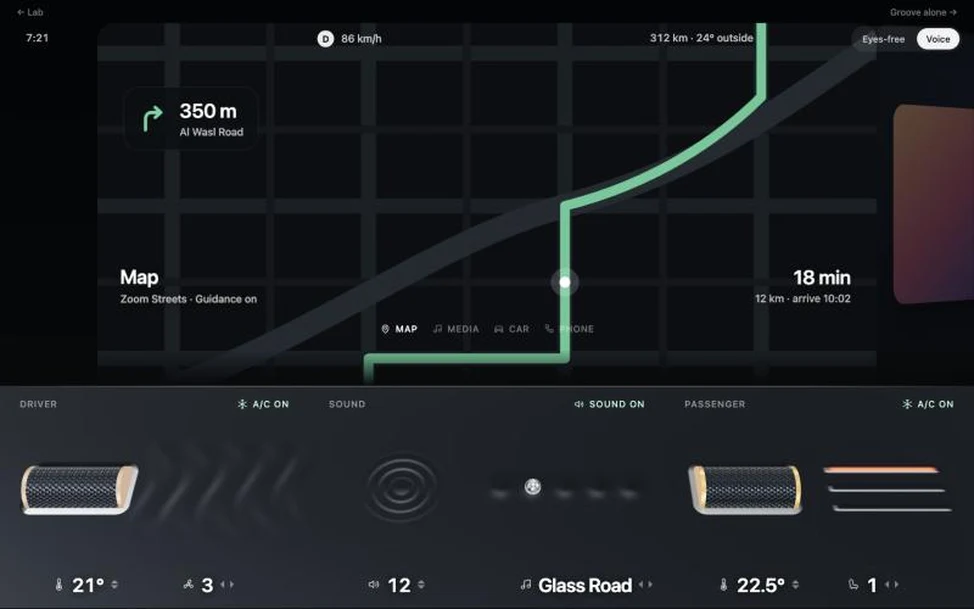 ← Lab
Groove alone →
7:21
D 86 km/h
312 km · 24° outside
Eyes-free
Voice
350 m
Al Wasl Road
Map
Zoom Streets · Guidance on
18 min
12 km · arrive 10:02
MAP
MEDIA
CAR
PHONE
DRIVER
A/C ON
SOUND
SOUND ON
PASSENGER
A/C ON
21°
3
12
Glass Road
22.5°
1